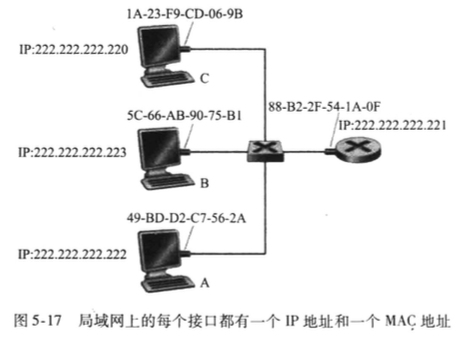 1A-23-F9-CD-06-9B
IP:222.222.222.220
C
88-B2-2F-54-1A-0F
5C-66-AB-90-75-B1
IP:222.222.222.221
IP:222.222.222.223
B
49-BD-D2-C7-56-2A
IP:222.222.222.222
A
图 5-17 局域网上的每个接口都有一个 IP 地址和一个 MAC 地址